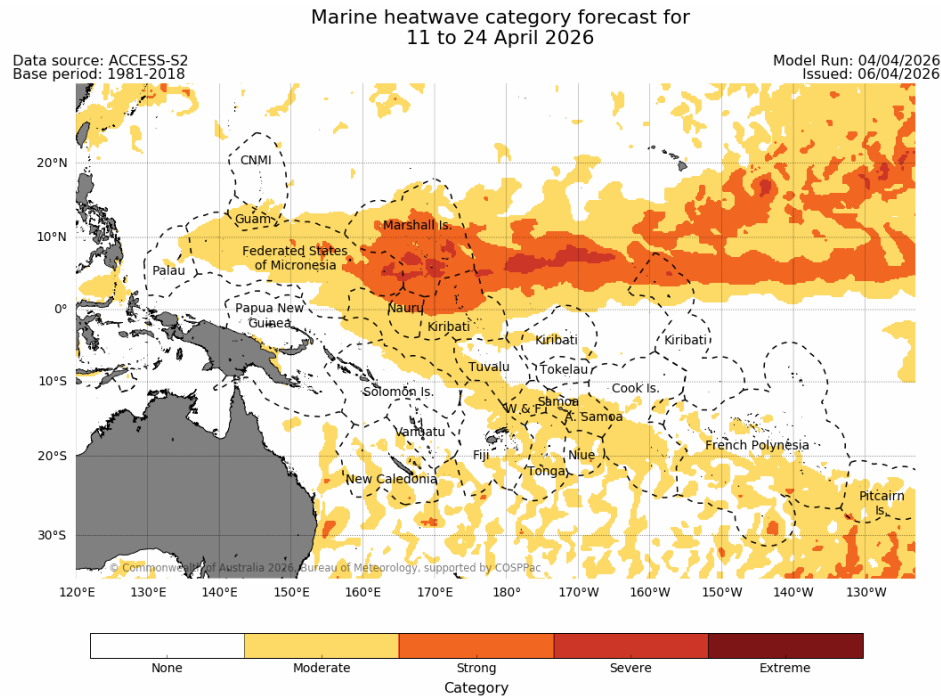 Marine heatwave category forecast for
11 to 24 April 2026
Data source: ACCESS-S2
Base period: 1981-2018
Model Run: 04/04/2026
Issued: 06/04/2026
20°N
10°N
0°
10°S
20°S
30°S
CNMI
Guam
Marshall Is.
Federated States
of Micronesia
Palau
Papua New
Guinea
Nauru
Kiribati
Kiribati
Kiribati
Tuvalu
Tokelau
Solomon Is.
Cook Is.
W & F.I
Samoa
A. Samoa
Vanuatu
Fiji
Niue
French Polynesia
Tonga
New Caledonia
Pitcairn
Is.
© Commonwealth of Australia 2026, Bureau of Meteorology, supported by COSPPac
120°E 130°E 140°E 150°E 160°E 170°E 180° 170°W 160°W 150°W 140°W 130°W
None Moderate Strong Severe Extreme
Category